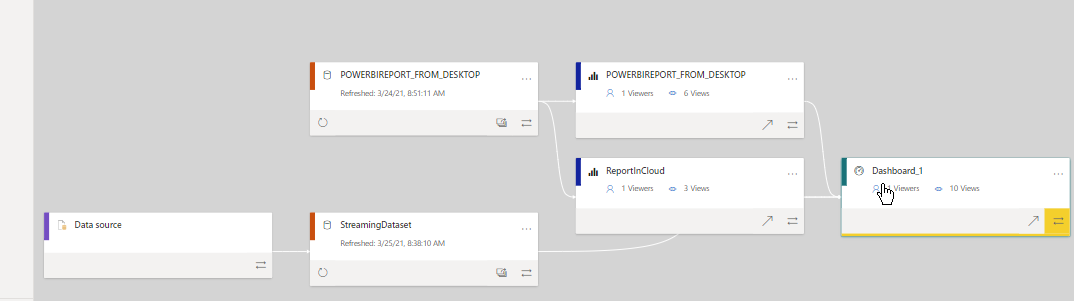 POWERBIREPORT_FROM_DESKTOP
Refreshed: 3/24/21, 8:51:11 AM
POWERBIREPORT_FROM_DESKTOP
1 Viewers 6 Views
ReportInCloud
1 Viewers 3 Views
Dashboard_1
Viewers 10 Views
Data source
StreamingDataset
Refreshed: 3/25/21, 8:38:10 AM